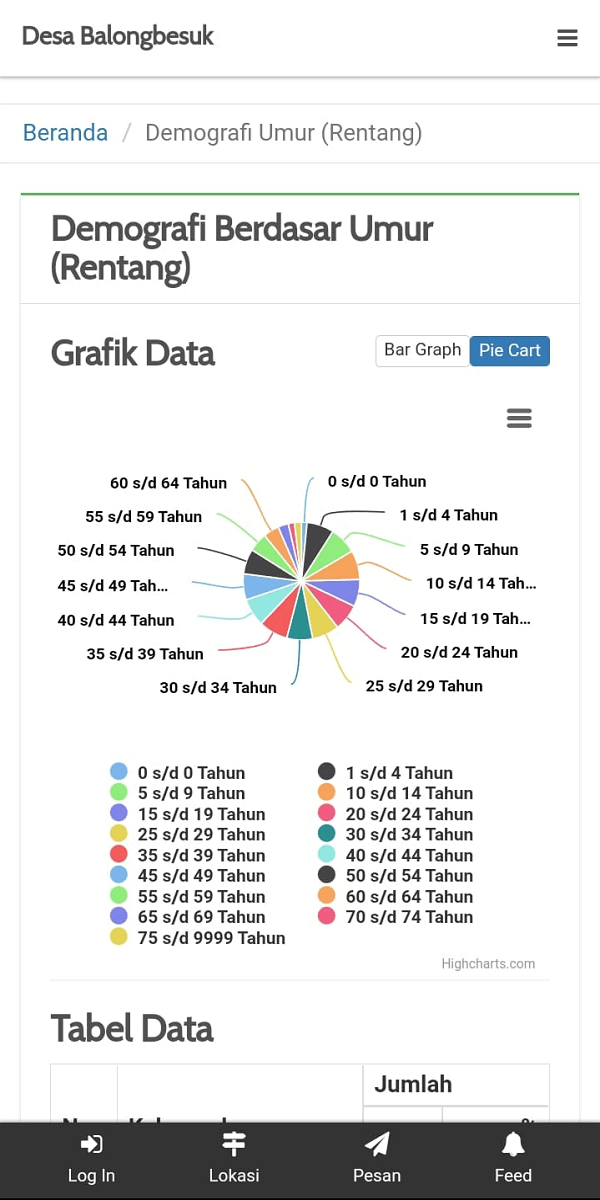 Desa Balongbesuk
Beranda / Demografi Umur (Rentang)
Demografi Berdasar Umur
(Rentang)
Grafik Data
Bar Graph Pie Cart
60 s/d 64 Tahun
0 s/d 0 Tahun
55 s/d 59 Tahun
1 s/d 4 Tahun
50 s/d 54 Tahun
5 s/d 9 Tahun
45 s/d 49 Tah...
10 s/d 14 Tah...
40 s/d 44 Tahun
15 s/d 19 Tah...
35 s/d 39 Tahun
20 s/d 24 Tahun
30 s/d 34 Tahun
25 s/d 29 Tahun
0 s/d 0 Tahun
1 s/d 4 Tahun
5 s/d 9 Tahun
10 s/d 14 Tahun
15 s/d 19 Tahun
20 s/d 24 Tahun
25 s/d 29 Tahun
30 s/d 34 Tahun
35 s/d 39 Tahun
40 s/d 44 Tahun
45 s/d 49 Tahun
50 s/d 54 Tahun
55 s/d 59 Tahun
60 s/d 64 Tahun
65 s/d 69 Tahun
70 s/d 74 Tahun
75 s/d 9999 Tahun
Highcharts.com
Tabel Data
Jumlah
Log In
Lokasi
Pesan
Feed